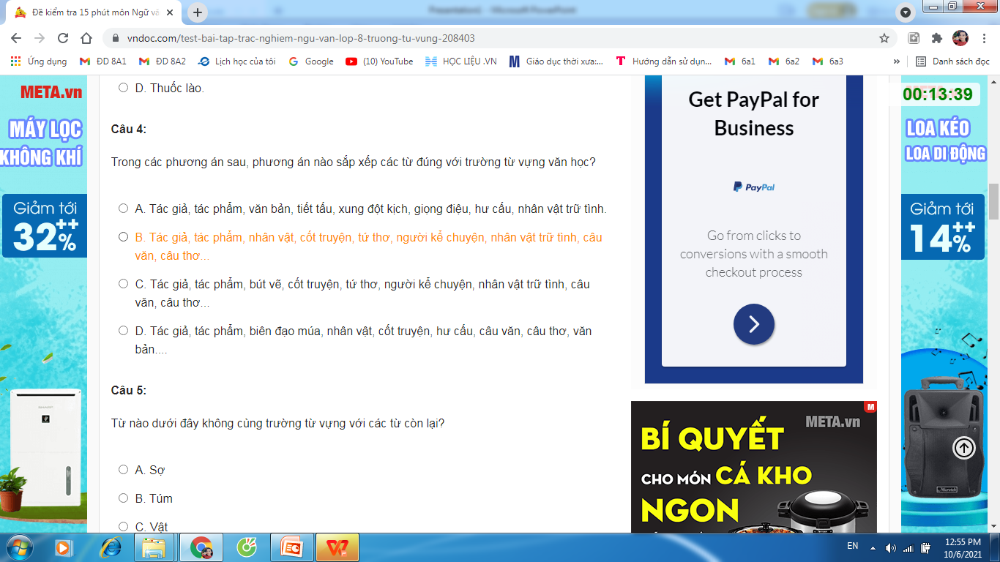 Đề kiểm tra 15 phút môn Ngữ vă
vndoc.com/test-bai-tap-trac-nghiem-ngu-van-lop-8-truong-tu-vung-208403
Ứng dụng
ĐD 8A1
ĐD 8A2
Lịch học của tôi
Google
(10) YouTube
HỌC LIỆU .VN
Giáo dục thời xưa:...
Hướng dẫn sử dụn...
6a1
6a2
6a3
»
Danh sách đọc
META.vn
MÁY LỌC
KHÔNG KHÍ
Giảm tới
32++%
D. Thuốc lào.
Câu 4:
Trong các phương án sau, phương án nào sắp xếp các từ đúng với trường từ vựng văn học?
A. Tác giả, tác phẩm, văn bản, tiết tấu, xung đột kịch, giọng điệu, hư cấu, nhân vật trữ tình.
B. Tác giả, tác phẩm, nhân vật, cốt truyện, tứ thơ, người kể chuyện, nhân vật trữ tình, câu
văn, câu thơ...
C. Tác giả, tác phẩm, bút vẽ, cốt truyện, tứ thơ, người kể chuyện, nhân vật trữ tình, câu
văn, câu thơ...
D. Tác giả, tác phẩm, biên đạo múa, nhân vật, cốt truyện, hư cấu, câu văn, câu thơ, văn
bản....
Câu 5:
Từ nào dưới đây không cùng trường từ vựng với các từ còn lại?
A. Sợ
B. Túm
C. Vật
Get PayPal for
Business
PayPal
Go from clicks to
conversions with a smooth
checkout process
META.vn
BÍ QUYẾT
CHO MÓN CÁ KHO
NGON
00:13:39
LOA KÉO
LOA DI ĐỘNG
Giảm tới
14++%
EN
12:55 PM
10/6/2021